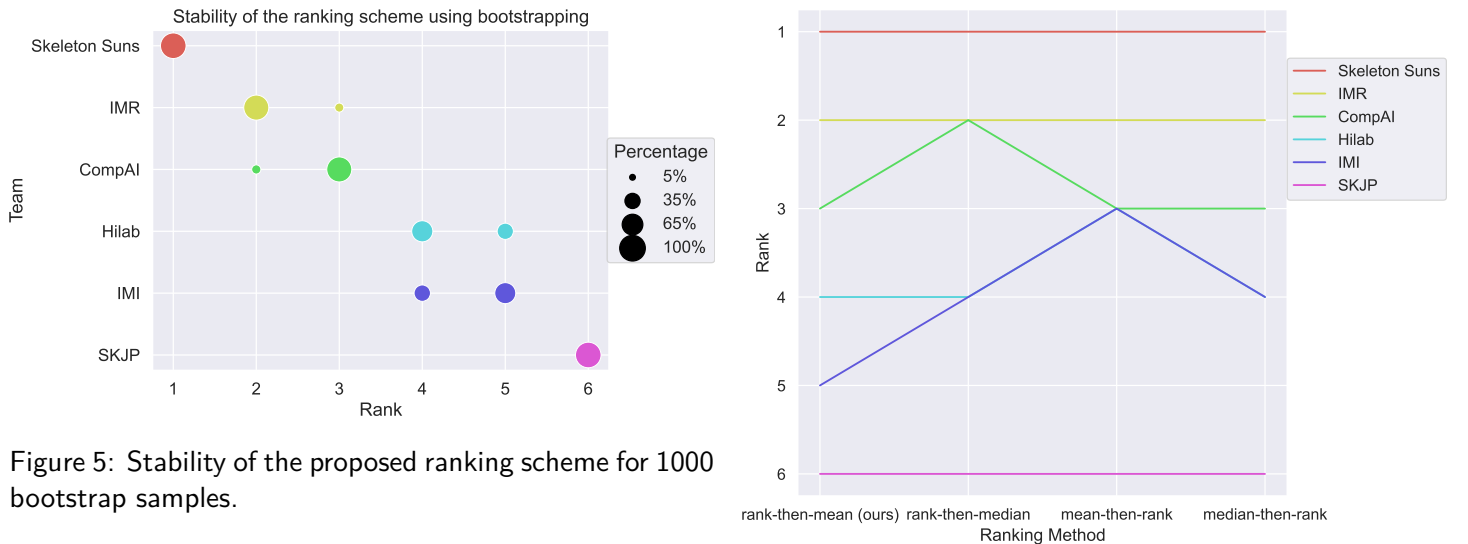 Stability of the ranking scheme using bootstrapping
Team
Skeleton Suns
IMR
CompAI
Hilab
IMI
SKJP
1 2 3 4 5 6
Rank
Percentage
5%
35%
65%
100%
Figure 5: Stability of the proposed ranking scheme for 1000
bootstrap samples.
Rank
1
2
3
4
5
6
rank-then-mean (ours) rank-then-median mean-then-rank median-then-rank
Ranking Method
Skeleton Suns
IMR
CompAI
Hilab
IMI
SKJP